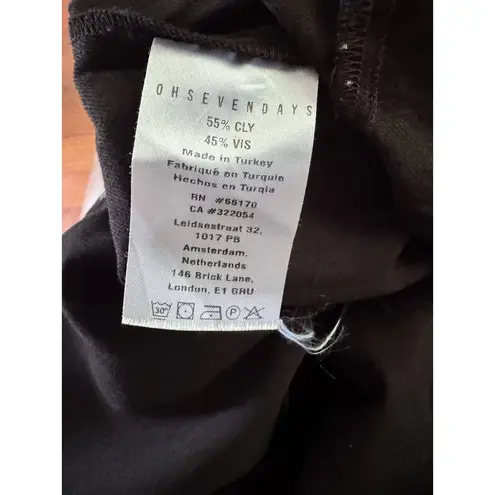 OHSEVENDAYS
55% CLY
45% VIS
Made in Turkey
Fabriqué en Turquie
Hechos en Turqia
RN #66170
CA #322054
Leidsestraat 32,
1017 PB
Amsterdam,
Netherlands
146 Brick Lane,
London, E1 GRU
30°
P